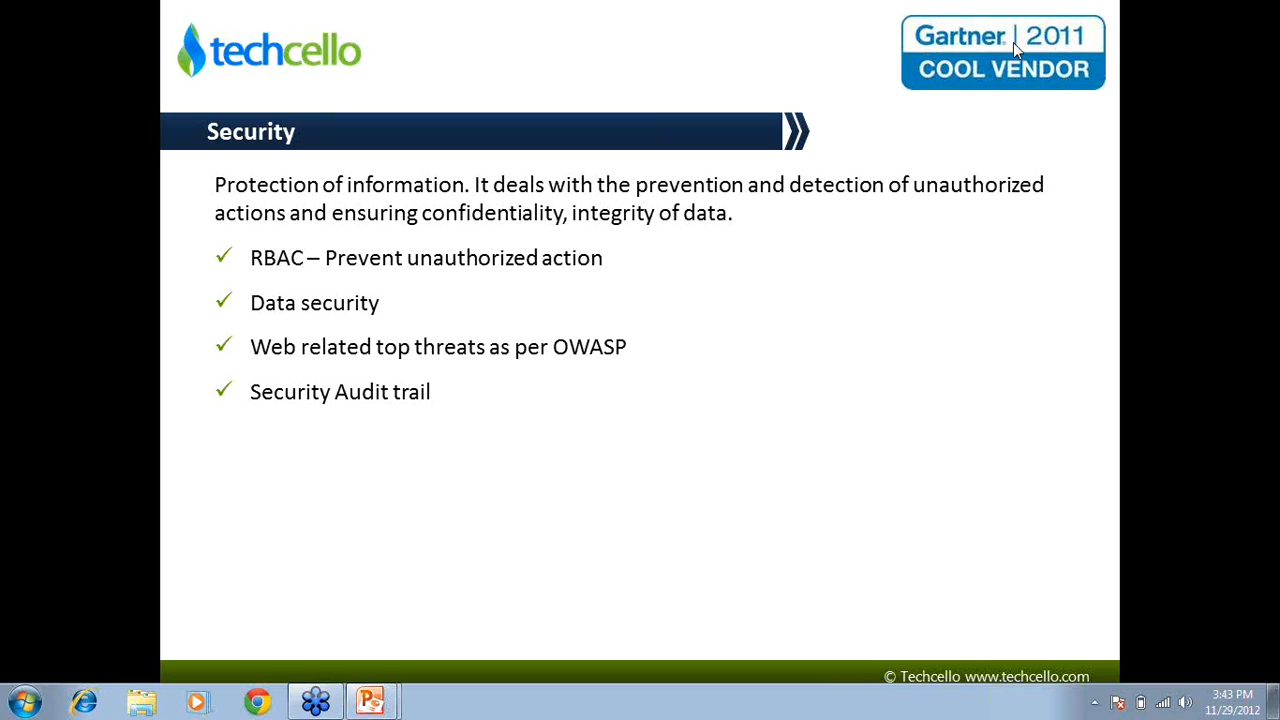 techcello
Gartner | 2011
COOL VENDOR
Security
Protection of information. It deals with the prevention and detection of unauthorized
actions and ensuring confidentiality, integrity of data.
✓ RBAC – Prevent unauthorized action
✓ Data security
✓ Web related top threats as per OWASP
✓ Security Audit trail
© Techcello www.techcello.com
3:43 PM
11/29/2012